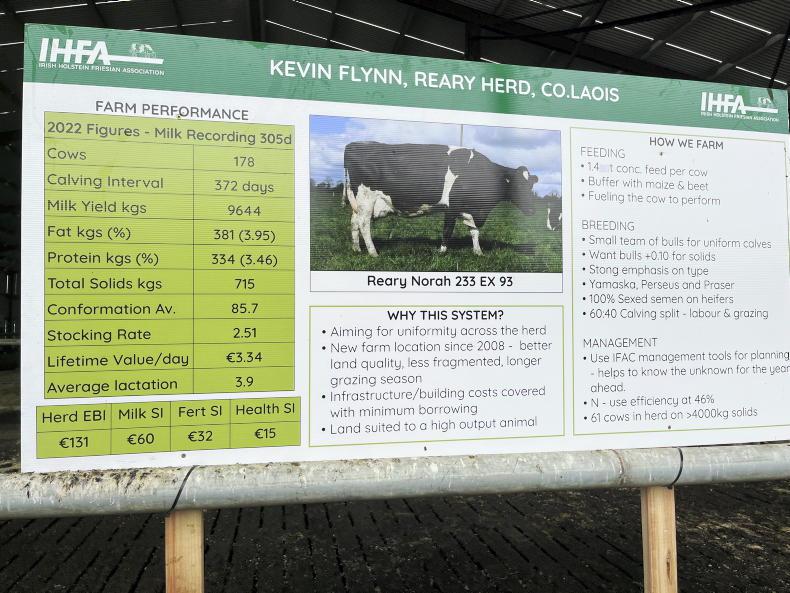 IHFA
IRISH HOLSTEIN FRIESIAN ASSOCIATION
KEVIN FLYNN, REARY HERD, CO.LAOIS
IHFA
IRISH HOLSTEIN FRIESIAN ASSOCIATION
FARM PERFORMANCE
2022 Figures - Milk Recording 305d
Cows 178
Calving Interval 372 days
Milk Yield kgs 9644
Fat kgs (%) 381 (3.95)
Protein kgs (%) 334 (3.46)
Total Solids kgs 715
Conformation Av. 85.7
Stocking Rate 2.51
Lifetime Value/day €3.34
Average lactation 3.9
Herd EBI Milk SI Fert SI Health SI
€131 €60 €32 €15
Reary Norah 233 EX 93
WHY THIS SYSTEM?
• Aiming for uniformity across the herd
• New farm location since 2008 - better
land quality, less fragmented, longer
grazing season
• Infrastructure/building costs covered
with minimum borrowing
• Land suited to a high output animal
HOW WE FARM
FEEDING
• conc. feed per cow
• Buffer with maize & beet
• Fueling the cow to perform
BREEDING
• Small team of bulls for uniform calves
• Want bulls +0.10 for solids
• Stong emphasis on type
• Yamaska, Perseus and Praser
• 100% Sexed semen on heifers
• 60:40 Calving split - labour & grazing
MANAGEMENT
• Use IFAC management tools for planning
- helps to know the unknown for the year
ahead.
• N - use efficiency at 46%
• 61 cows in herd on >4000kg solids